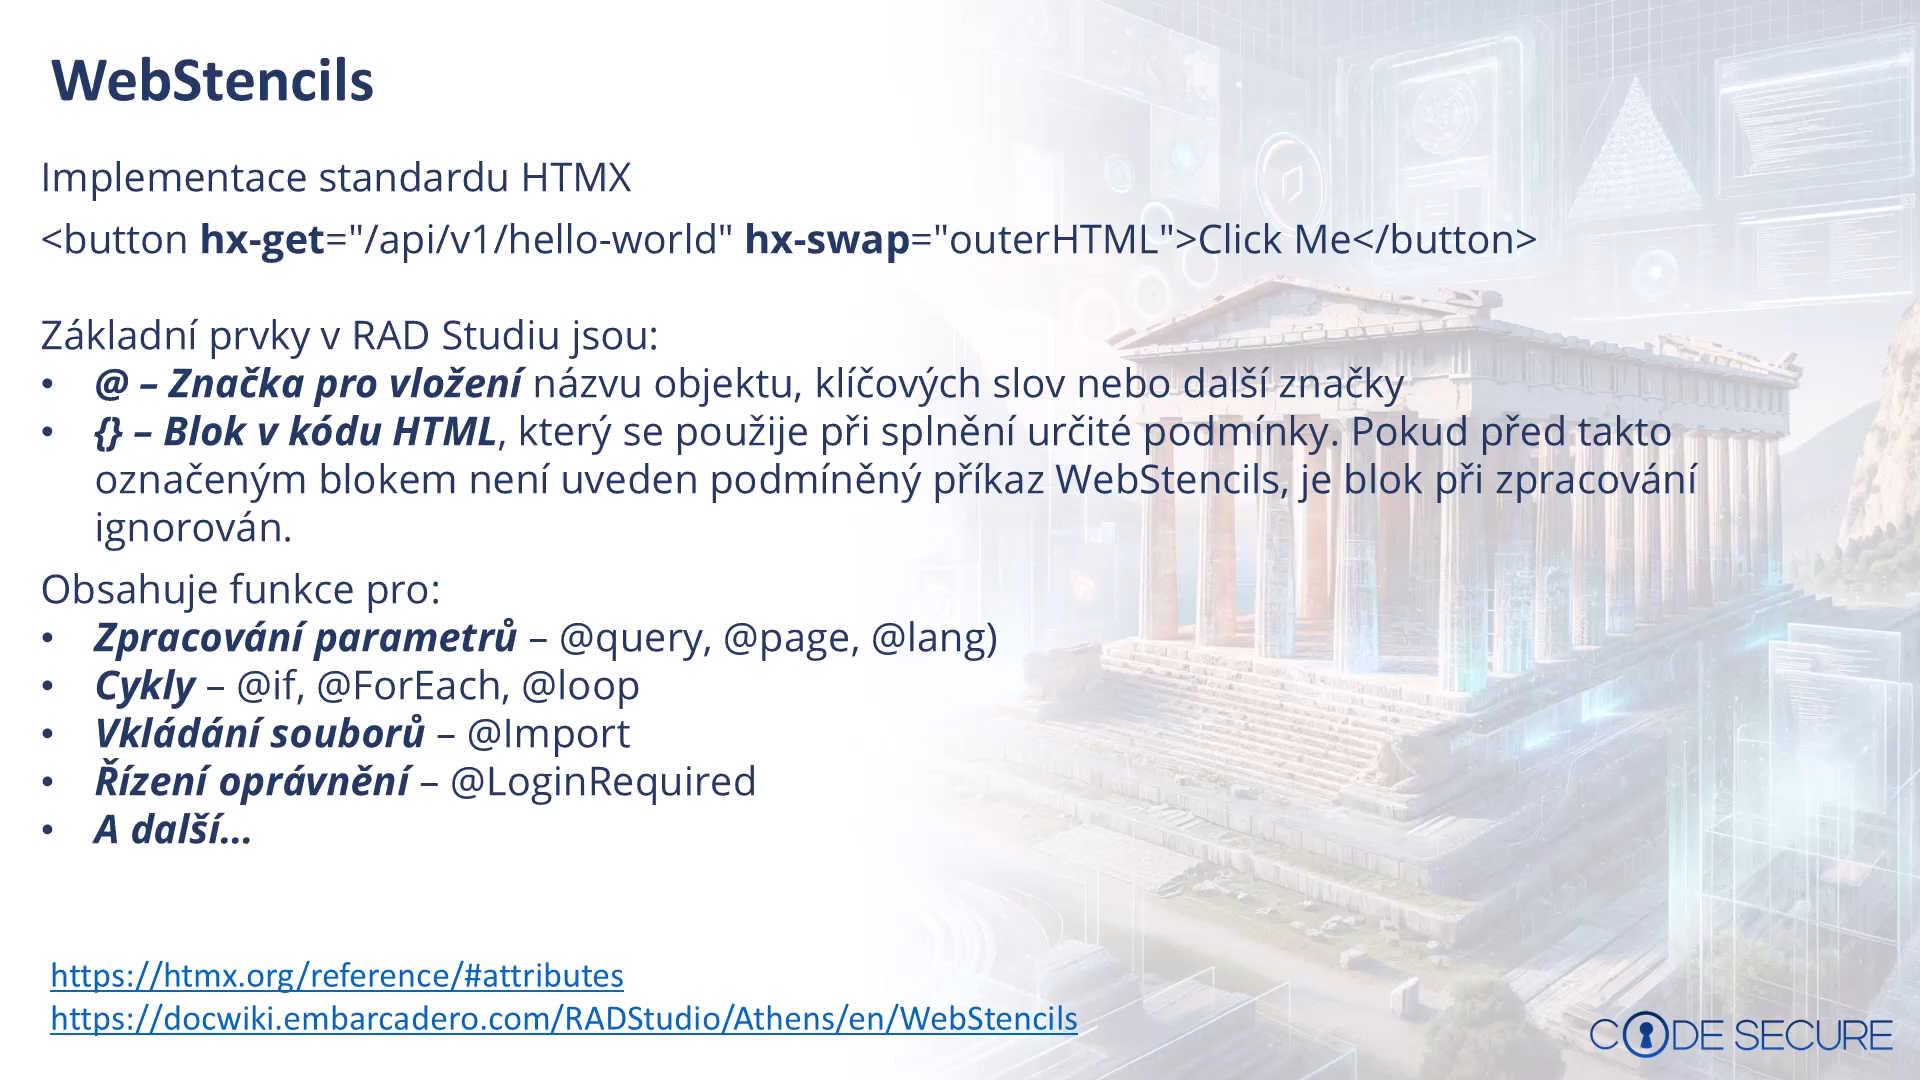 WebStencils
Implementace standardu HTMX
<button hx-get="/api/v1/hello-world" hx-swap="outerHTML">Click Me</button>
Základní prvky v RAD Studiu jsou:
• @ – Značka pro vložení názvu objektu, klíčových slov nebo další značky
• {} – Blok v kódu HTML, který se použije při splnění určité podmínky. Pokud před takto
označeným blokem není uveden podmíněný příkaz WebStencils, je blok při zpracování
ignorován.
Obsahuje funkce pro:
• Zpracování parametrů – @query, @page, @lang)
• Cykly – @if, @ForEach, @loop
• Vkládání souborů – @Import
• Řízení oprávnění – @LoginRequired
• A další…
https://htmx.org/reference/#attributes
https://docwiki.embarcadero.com/RADStudio/Athens/en/WebStencils
CODE SECURE